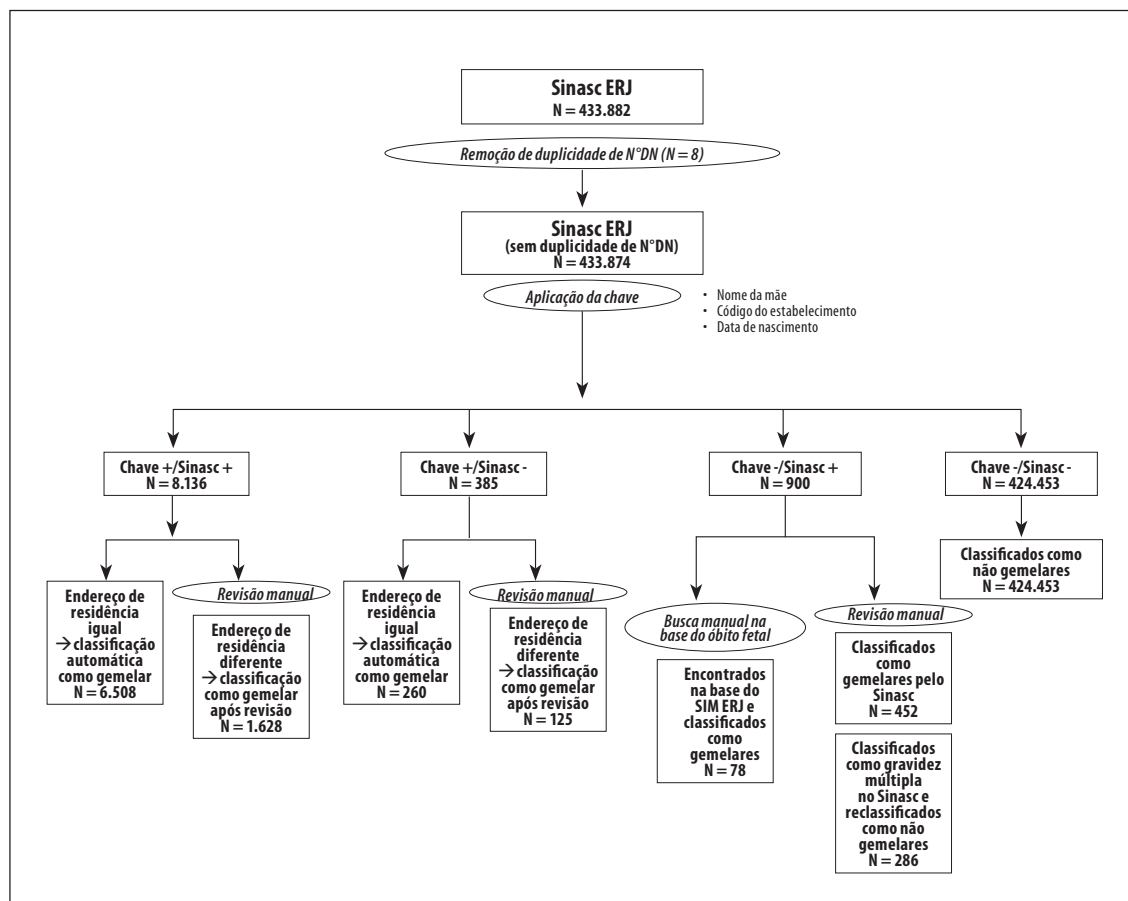 Sinasc ERJ
N = 433.882
Remoção de duplicidade de N°DN (N = 8)
Sinasc ERJ
(sem duplicidade de N°DN)
N = 433.874
Aplicação da chave
• Nome da mãe
• Código do estabelecimento
• Data de nascimento
Chave +/Sinasc +
N = 8.136
Chave +/Sinasc -
N = 385
Chave -/Sinasc +
N = 900
Chave -/Sinasc -
N = 424.453
Endereço de
residência
igual
→ classificação
automática
como gemelar
N = 6.508
Revisão manual
Endereço de
residência
diferente
→ classificação
como gemelar
após revisão
N = 1.628
Endereço de
residência
igual
→ classificação
automática
como gemelar
N = 260
Revisão manual
Endereço de
residência
diferente
→ classificação
como gemelar
após revisão
N = 125
Busca manual na
base do óbito fetal
Encontrados
na base do
SIM ERJ e
classificados
como
gemelares
N = 78
Revisão manual
Classificados
como
gemelares pelo
Sinasc
N = 452
Classificados
como gravidez
múltipla
no Sinasc e
reclassificados
como não
gemelares
N = 286
Classificados como
não gemelares
N = 424.453